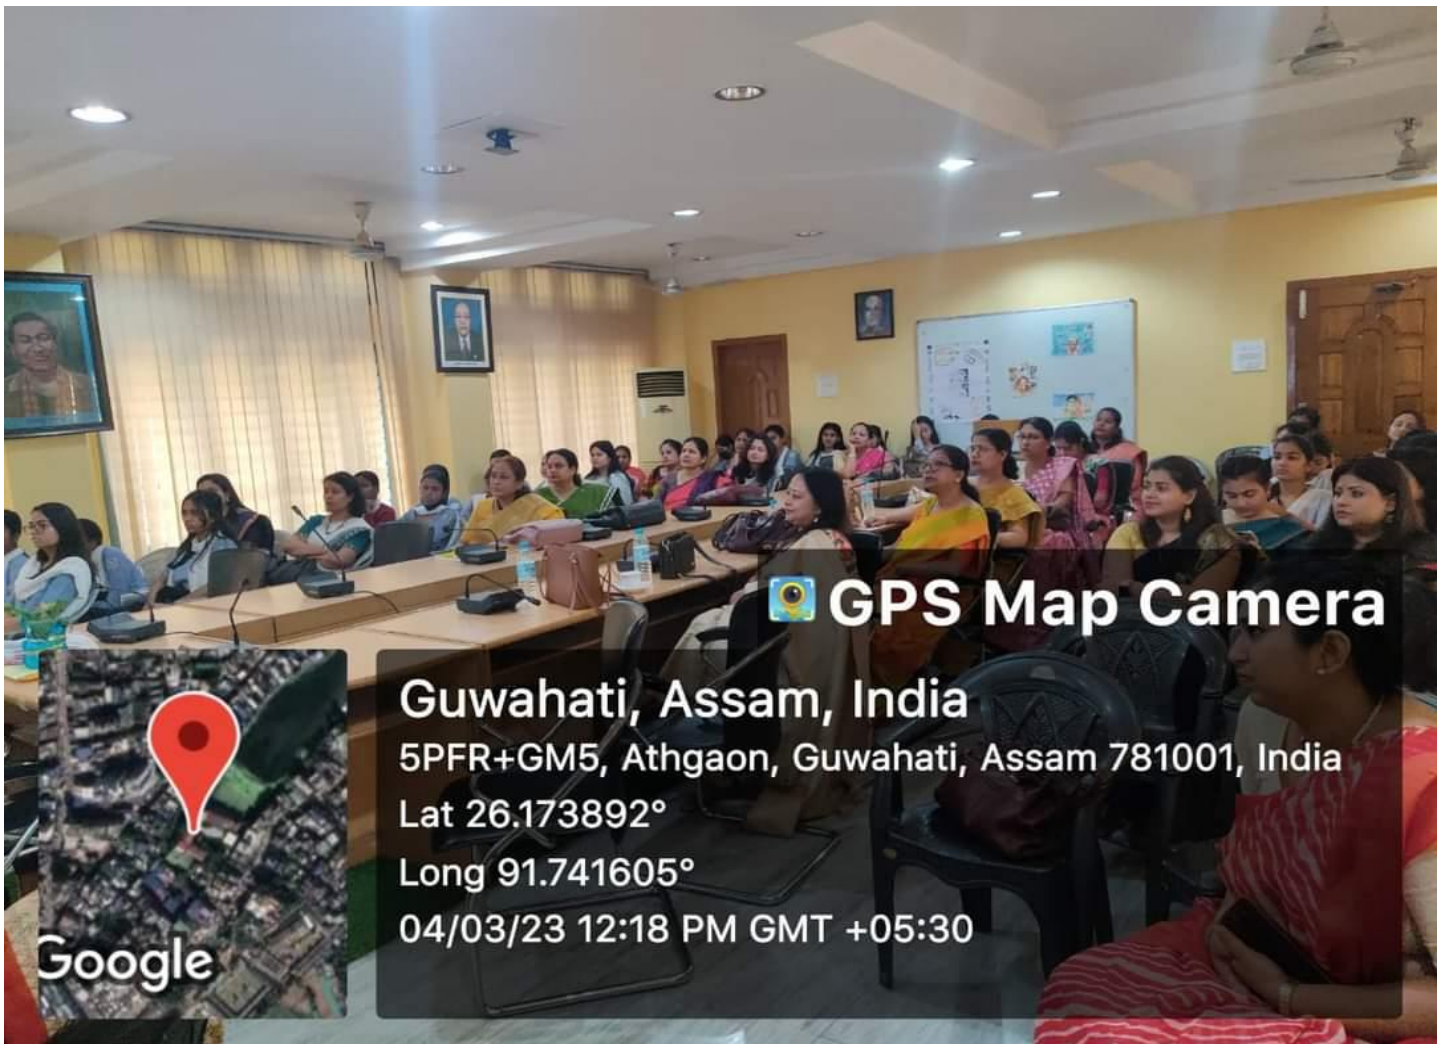 GPS Map Camera
Guwahati, Assam, India
5PFR+GM5, Athgaon, Guwahati, Assam 781001, India
Lat 26.173892°
Long 91.741605°
04/03/23 12:18 PM GMT +05:30
Google